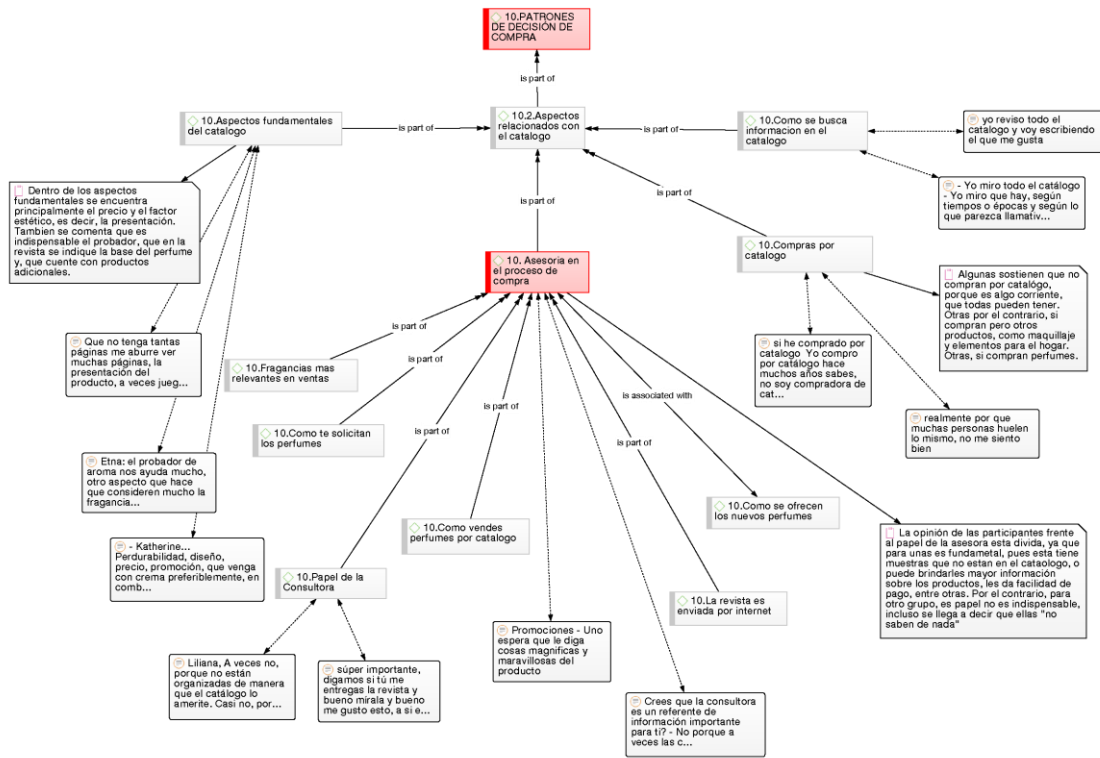 10.PATRONES
DE DECISIÓN DE
COMPRA
is part of
10.Aspectos fundamentales
del catalogo
is part of
10.2.Aspectos
relacionados con
el catalogo
is part of
10.Como se busca
informacion en el
catalogo
yo reviso todo el
catalogo y voy escribiendo
el que me gusta
- Yo miro todo el catálogo
- Yo miro que hay, según
tiempos o épocas y según lo
que parezca llamativ...
Dentro de los aspectos
fundamentales se encuentra
principalmente el precio y el factor
estético, es decir, la presentación.
Tambien se comenta que es
indispensable el probador, que en la
revista se indique la base del perfume
y, que cuente con productos
adicionales.
is part of
is part of
10. Asesoria en
el proceso de
compra
10.Compras por
catalogo
Algunas sostienen que no
compran por catalógo,
porque es algo corriente,
que todas pueden tener.
Otras por el contrario, si
compran pero otros
productos, como maquillaje
y elementos para el hogar.
Otras, si compran perfumes.
Que no tenga tantas
páginas me aburre ver
muchas páginas, la
presentación del
producto, a veces jueg...
is part of
10.Fragancias mas
relevantes en ventas
is part of
si he comprado por
catalogo Yo compro
por catálogo hace
muchos años sabes,
no soy compradora de
cat...
is associated with
is part of
realmente por que
muchas personas huelen
lo mismo, no me siento
bien
10.Como te solicitan
los perfumes
is part of
is part of
Etna: el probador de
aroma nos ayuda mucho,
otro aspecto que hace
que consideren mucho la
fragancia...
10.Como se ofrecen
los nuevos perfumes
10.Como vendes
perfumes por catalogo
La opinión de las participantes frente
al papel de la asesora esta divida, ya que
para unas es fundametal, pues esta tiene
muestras que no estan en el cataologo, o
puede brindarles mayor información
sobre los productos, les da facilidad de
pago, entre otras. Por el contrario, para
otro grupo, es papel no es indispensable,
incluso se llega a decir que ellas "no
saben de nada"
- Katherine...
Perdurabilidad, diseño,
precio, promoción, que venga
con crema preferiblemente, en
comb...
10.Papel de la
Consultora
10.La revista es
enviada por internet
Promociones - Uno
espera que le diga
cosas magnificas y
maravillosas del
producto
Liliana, A veces no,
porque no están
organizadas de manera
que el catálogo lo
amerite. Casi no, por...
súper importante,
digamos si tú me
entregas la revista y
bueno mírala y bueno
me gusto esto, a si e...
Crees que la consultora
es un referente de
información importante
para ti? - No porque a
veces las c...